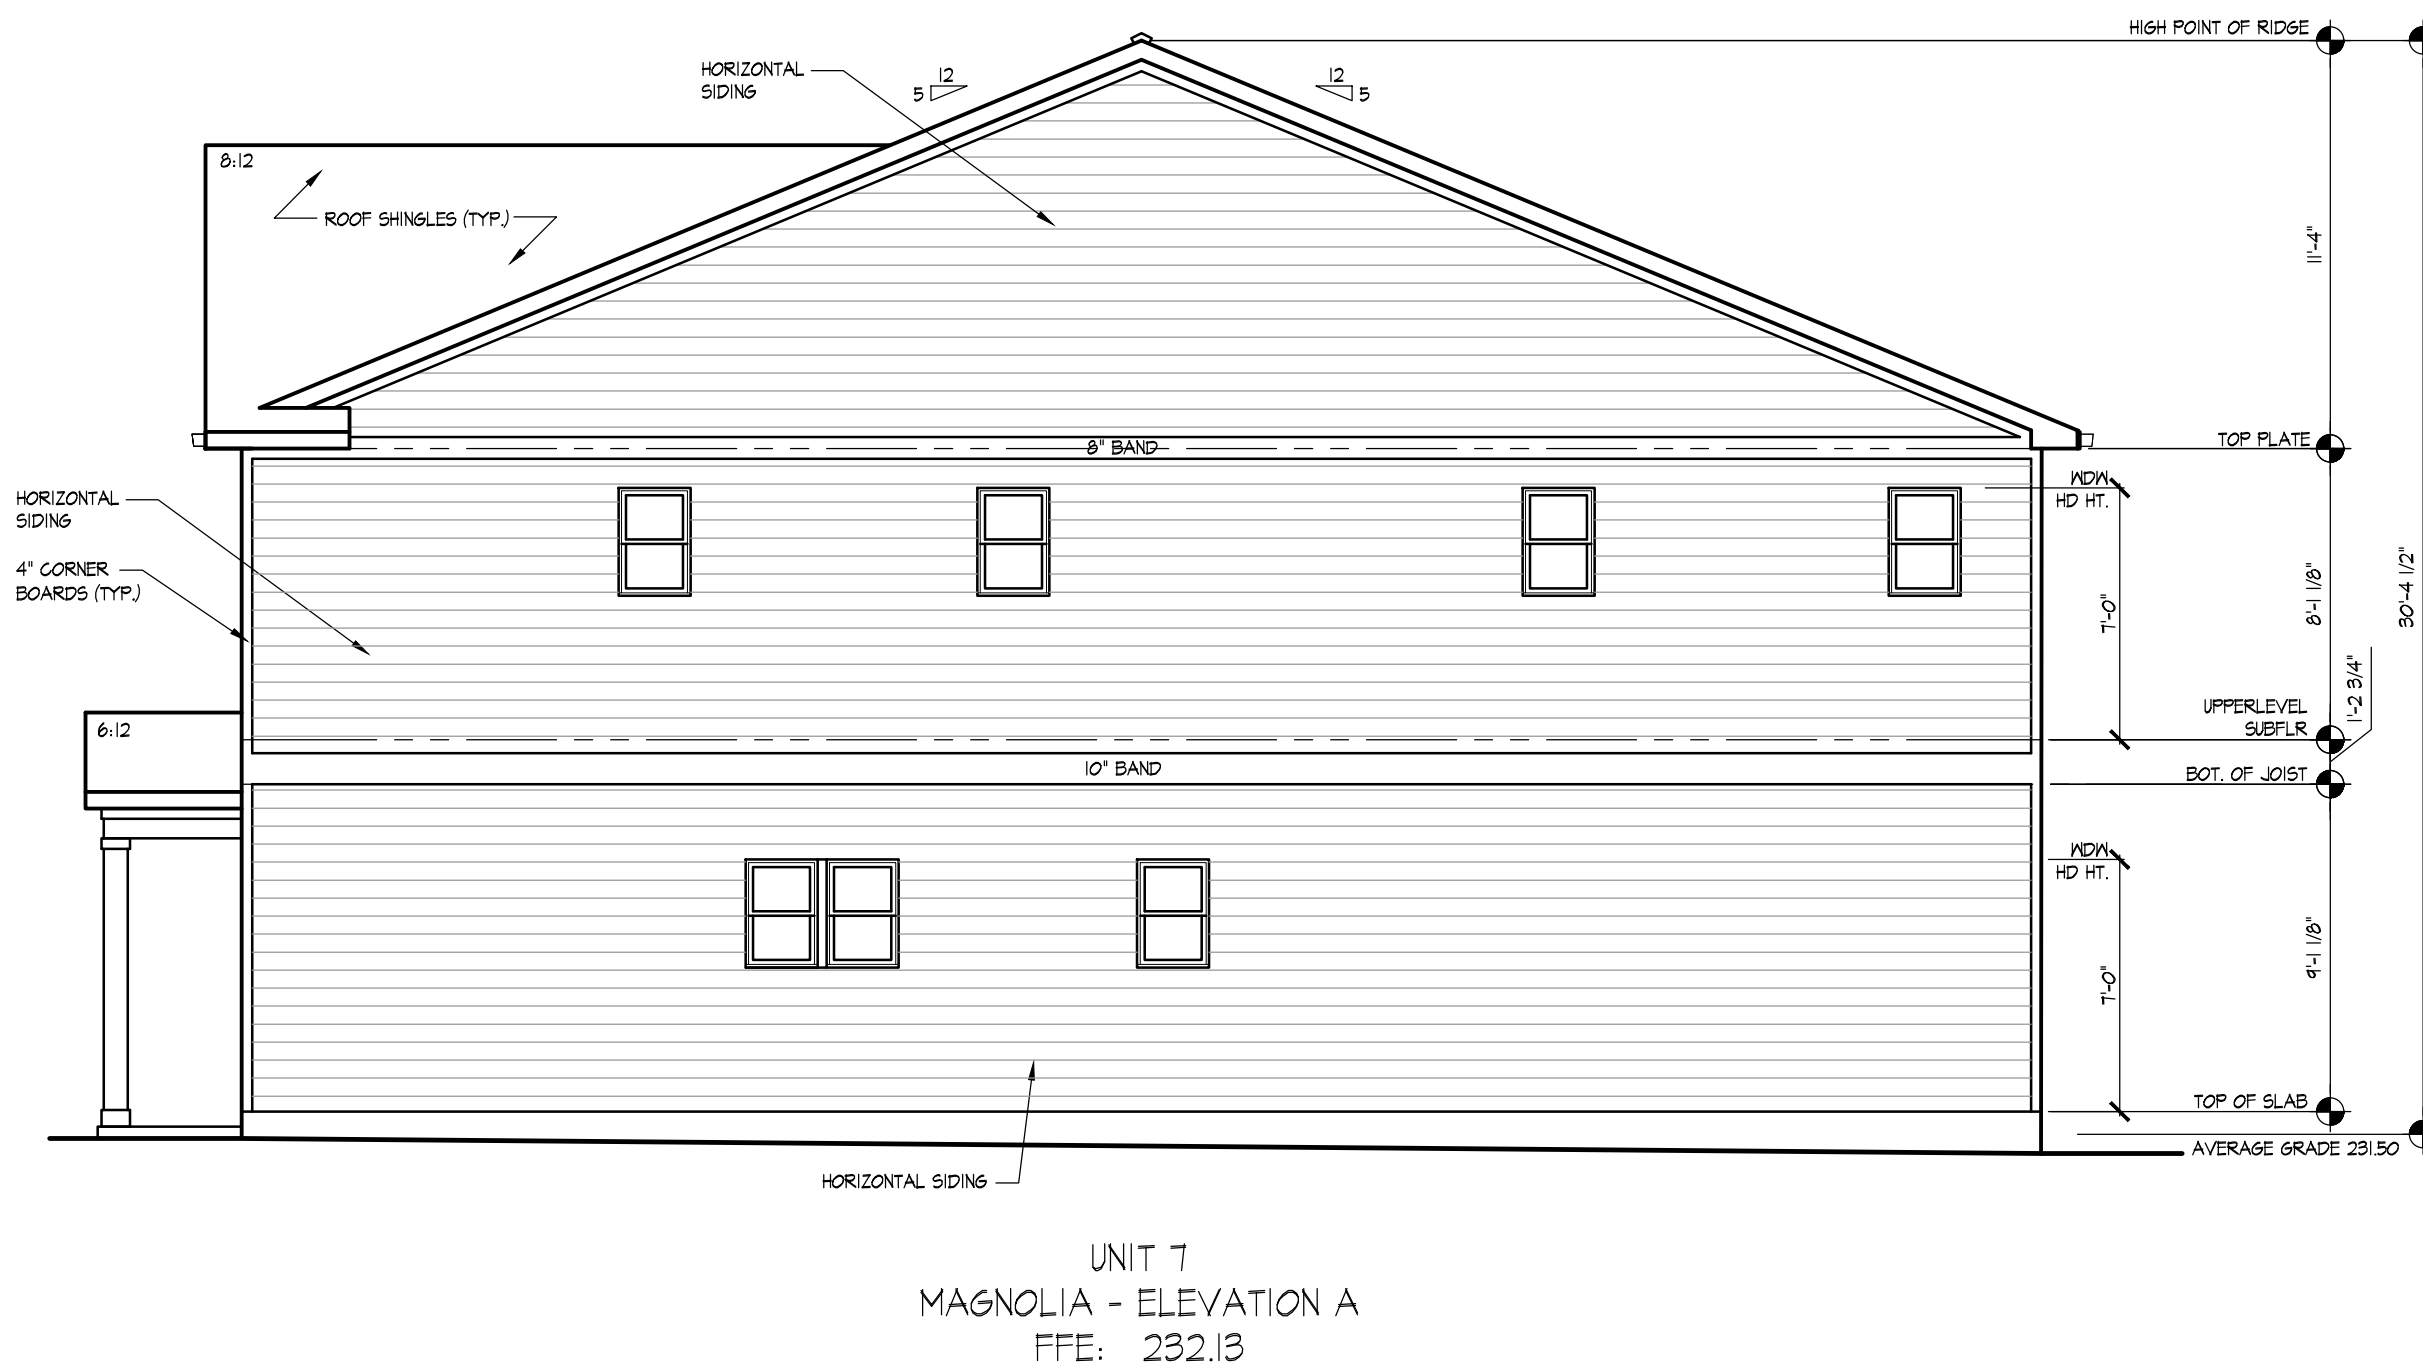 HIGH POINT OF RIDGE
HORIZONTAL
SIDING
12
5
12
5
8:12
ROOF SHINGLES (TYP.)
11'-4"
TOP PLATE
8" BAND
WDW
HD HT.
HORIZONTAL
SIDING
4" CORNER
BOARDS (TYP.)
7'-0"
8'-1 1/8"
30'-4 1/2"
1'-2 3/4"
UPPERLEVEL
SUBFLR
6:12
10" BAND
BOT. OF JOIST
WDW
HD HT.
7'-0"
9'-1 1/8"
TOP OF SLAB
AVERAGE GRADE 231.50
HORIZONTAL SIDING
UNIT 7
MAGNOLIA - ELEVATION A
FFE: 232.13